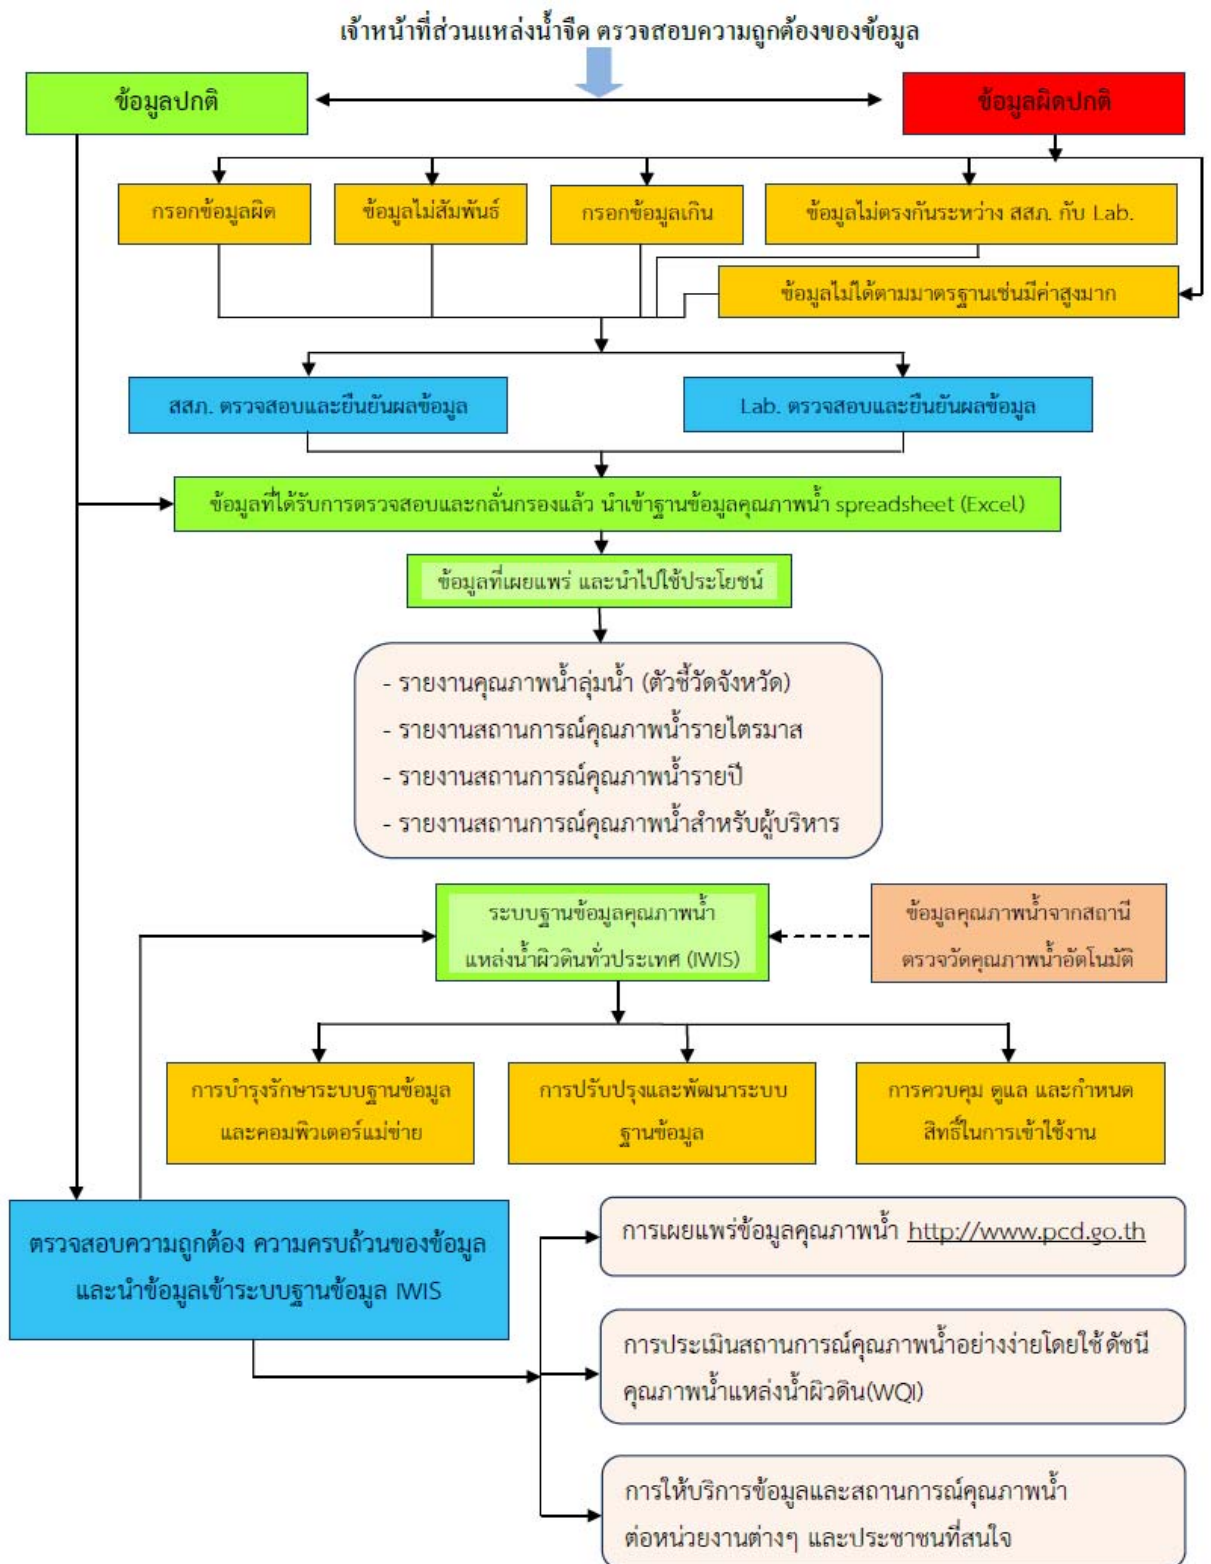 เจ้าหน้าที่ส่วนแหล่งน้ำจืด ตรวจสอบความถูกต้องของข้อมูล
ข้อมูลปกติ
ข้อมูลผิดปกติ
กรอกข้อมูลผิด
ข้อมูลไม่สัมพันธ์
กรอกข้อมูลเกิน
ข้อมูลไม่ตรงกันระหว่าง สสภ. กับ Lab.
ข้อมูลไม่ได้ตามมาตรฐานเช่นมีค่าสูงมาก
สสภ. ตรวจสอบและยืนยันผลข้อมูล
Lab. ตรวจสอบและยืนยันผลข้อมูล
ข้อมูลที่ได้รับการตรวจสอบและกลั่นกรองแล้ว นำเข้าฐานข้อมูลคุณภาพน้ำ spreadsheet (Excel)
ข้อมูลที่เผยแพร่ และนำไปใช้ประโยชน์
- รายงานคุณภาพน้ำลุ่มน้ำ (ตัวชี้วัดจังหวัด)
- รายงานสถานการณ์คุณภาพน้ำรายไตรมาส
- รายงานสถานการณ์คุณภาพน้ำรายปี
- รายงานสถานการณ์คุณภาพน้ำสำหรับผู้บริหาร
ระบบฐานข้อมูลคุณภาพน้ำ
แหล่งน้ำผิวดินทั่วประเทศ (IWIS)
ข้อมูลคุณภาพน้ำจากสถานี
ตรวจวัดคุณภาพน้ำอัตโนมัติ
การบำรุงรักษาระบบฐานข้อมูล
และคอมพิวเตอร์แม่ข่าย
การปรับปรุงและพัฒนาระบบ
ฐานข้อมูล
การควบคุม ดูแล และกำหนด
สิทธิ์ในการเข้าใช้งาน
ตรวจสอบความถูกต้อง ความครบถ้วนของข้อมูล
และนำข้อมูลเข้าระบบฐานข้อมูล IWIS
การเผยแพร่ข้อมูลคุณภาพน้ำ http://www.pcd.go.th
การประเมินสถานการณ์คุณภาพน้ำอย่างง่ายโดยใช้ดัชนี
คุณภาพน้ำแหล่งน้ำผิวดิน(WQI)
การให้บริการข้อมูลและสถานการณ์คุณภาพน้ำ
ต่อหน่วยงานต่างๆ และประชาชนที่สนใจ